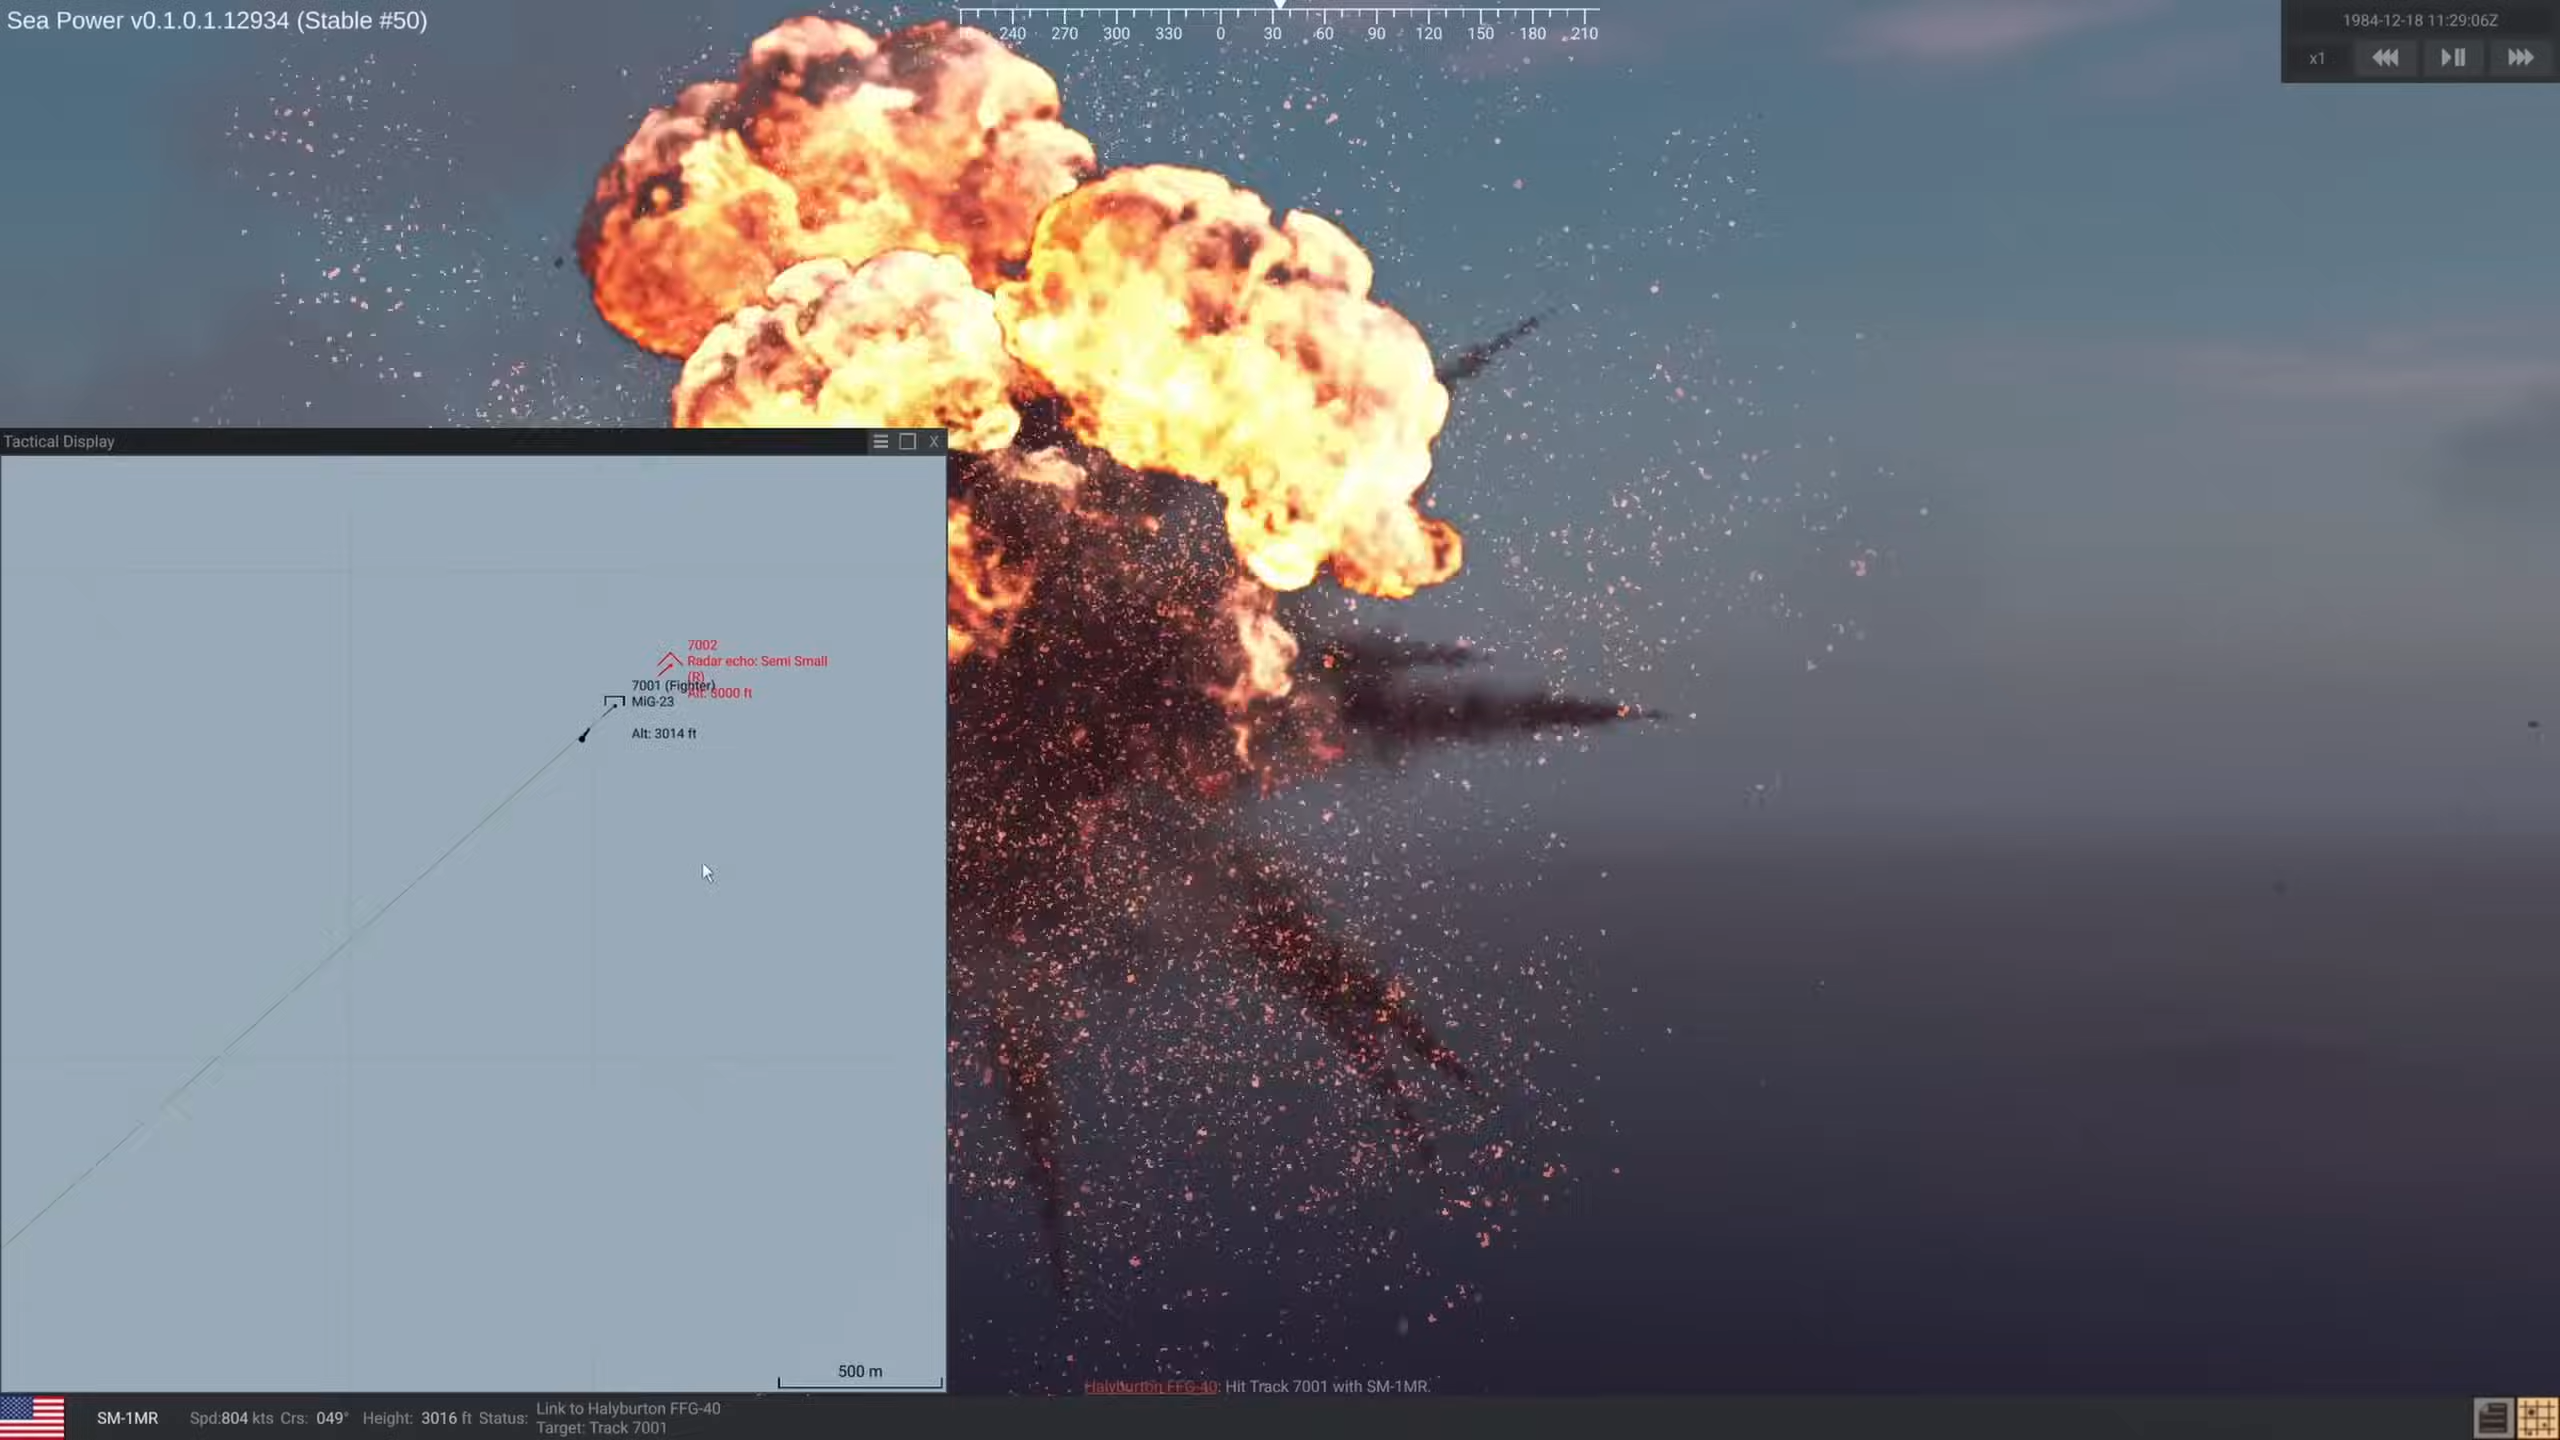 Sea Power v0.1.0.1.12934 (Stable #50)
240 270 300 330 0 30 60 90 120 150 180 210
1984-12-18 11:29:06Z
x1
Tactical Display
X
7002
Radar echo: Semi Small
(R)
7001 (Fighter)
Alt: 3000 ft
MiG-23
Alt: 3014 ft
500 m
Halyburton FFG-40: Hit Track 7001 with SM-1MR.
SM-1MR Spd:804 kts Crs: 049° Height: 3016 ft Status: Link to Halyburton FFG-40
Target: Track 7001